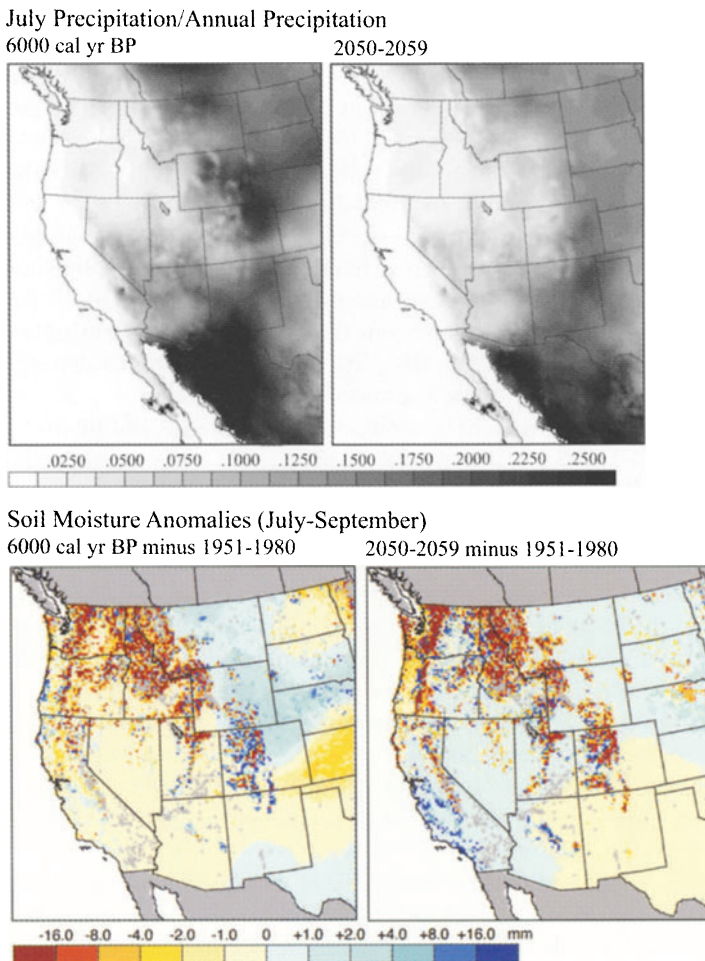 July Precipitation/Annual Precipitation
6000 cal yr BP 2050-2059
.0250 .0500 .0750 .1000 .1250 .1500 .1750 .2000 .2250 .2500
Soil Moisture Anomalies (July-September)
6000 cal yr BP minus 1951-1980 2050-2059 minus 1951-1980
-16.0 -8.0 -4.0 -2.0 -1.0 0 +1.0 +2.0 +4.0 +8.0 +16.0 mm